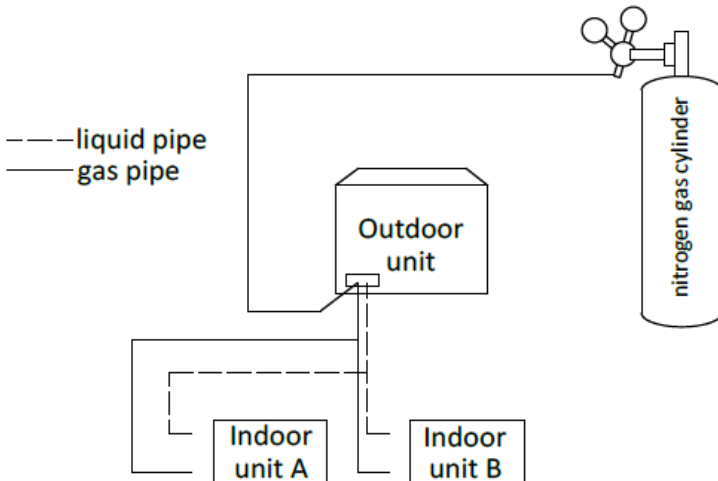 nitrogen gas cylinder
liquid pipe
gas pipe
Outdoor
unit
Indoor
unit A
Indoor
unit B